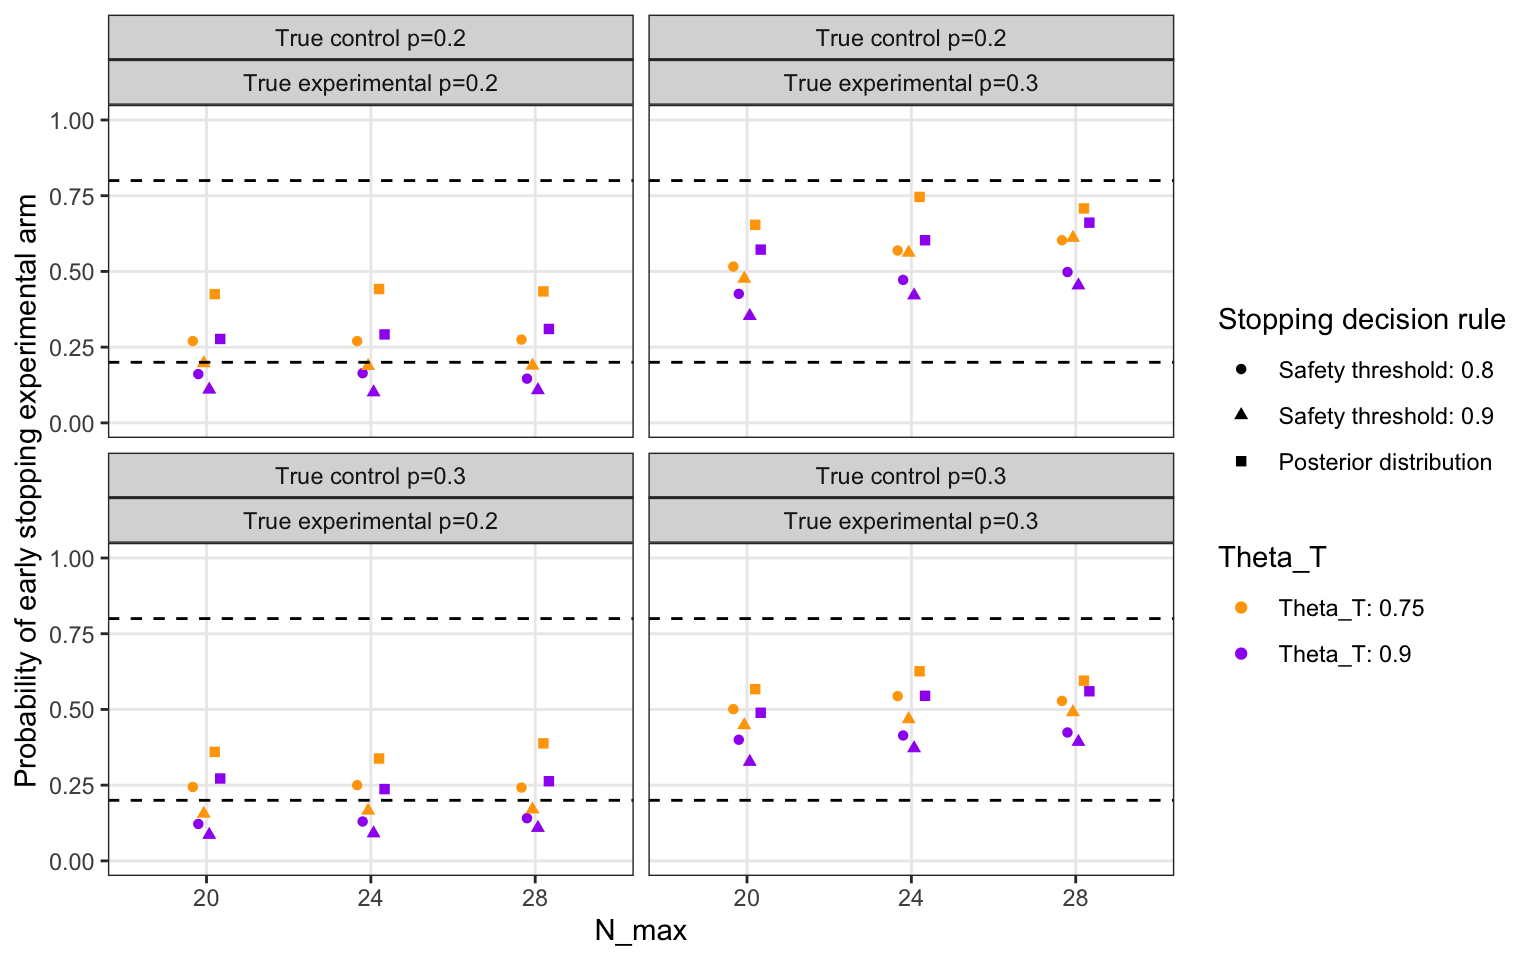 True control p=0.2
True experimental p=0.2
True control p=0.2
True experimental p=0.3
1.00
0.75
0.50
0.25
0.00
True control p=0.3
True experimental p=0.2
True control p=0.3
True experimental p=0.3
1.00
0.75
0.50
0.25
0.00
20
24
28
20
24
28
N_max
Probability of early stopping experimental arm
Stopping decision rule
Safety threshold: 0.8
Safety threshold: 0.9
Posterior distribution
Theta_T
Theta_T: 0.75
Theta_T: 0.9